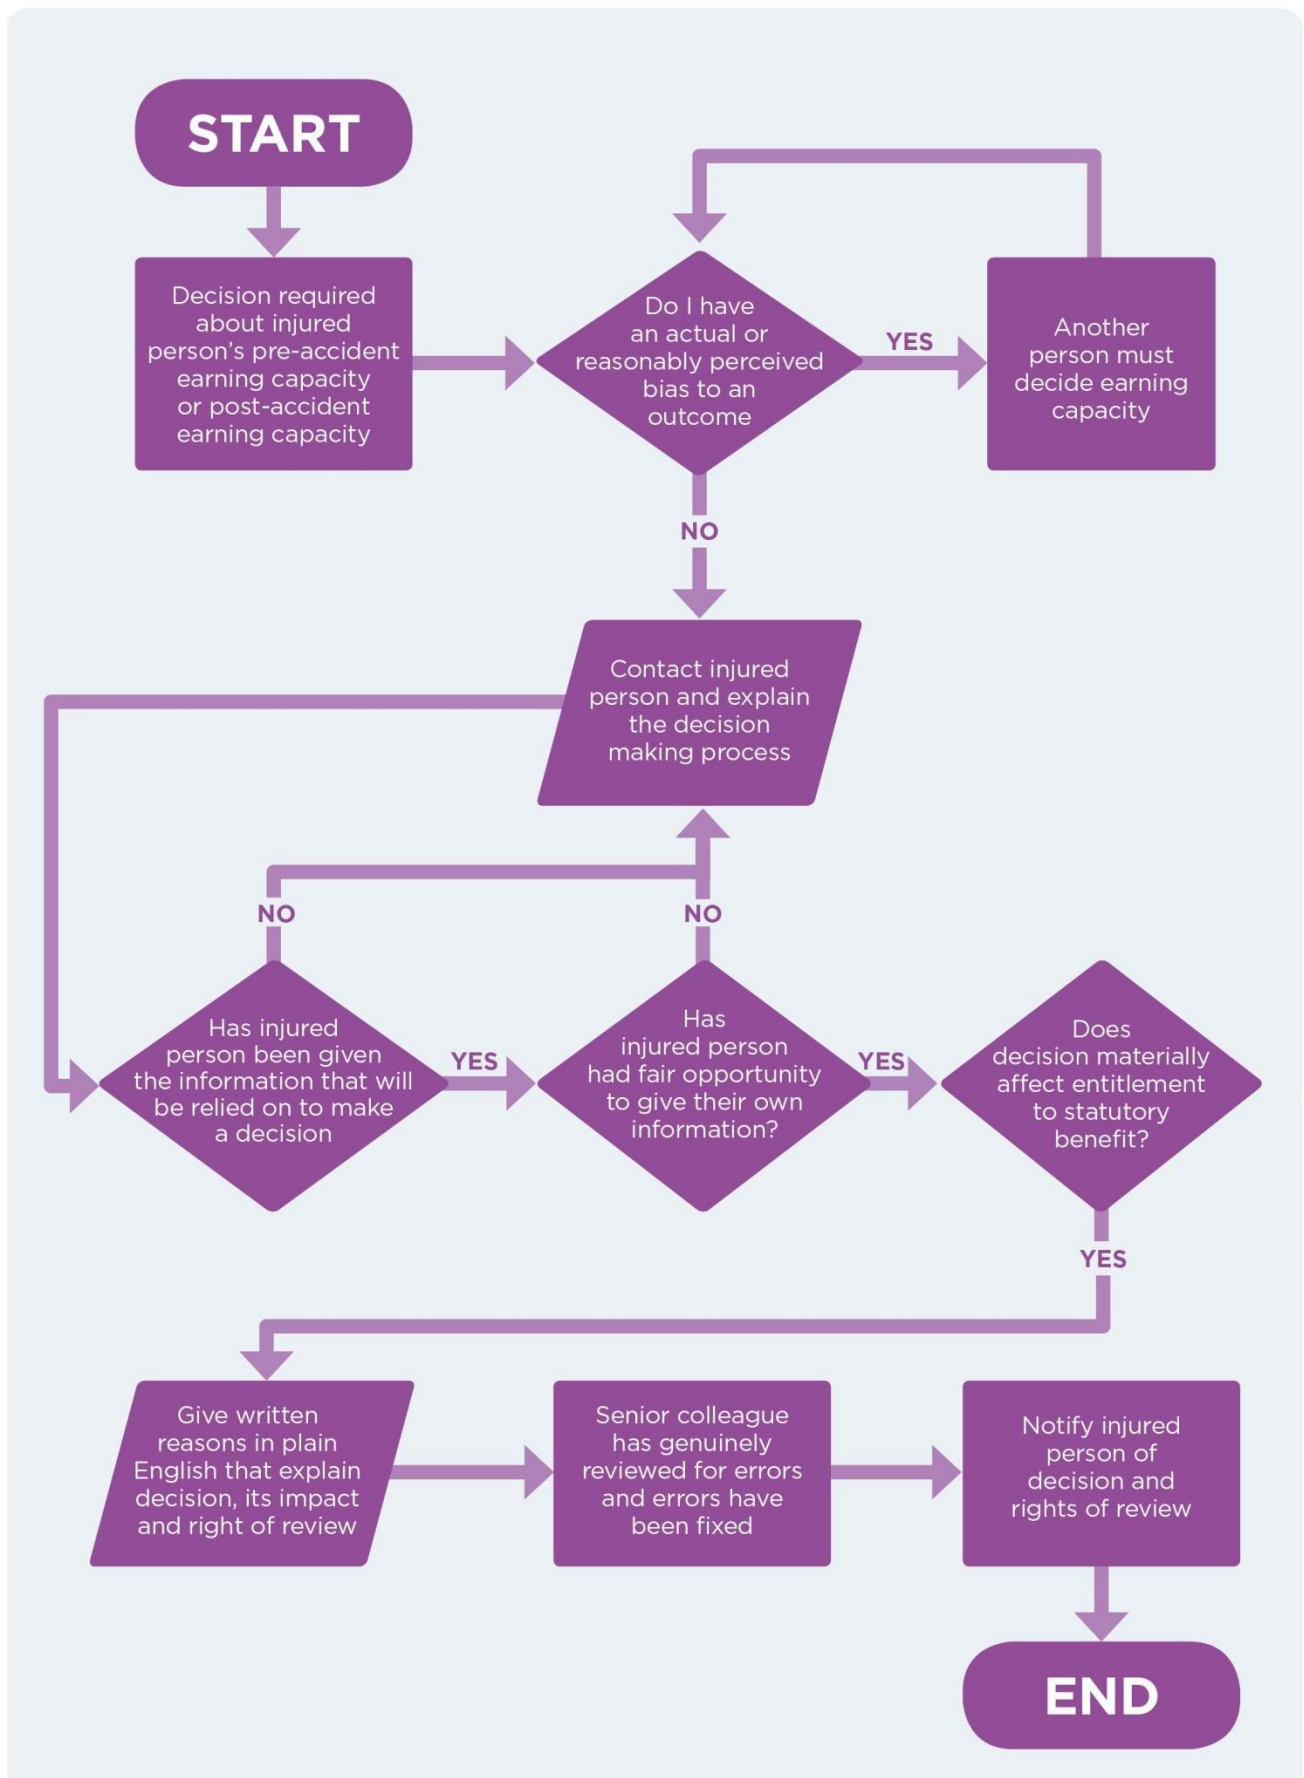 START
Decision required
about injured
person's pre-accident
earning capacity
or post-accident
earning capacity
Do I have
an actual or
reasonably perceived
bias to an
outcome
YES
Another
person must
decide earning
capacity
NO
Contact injured
person and explain
the decision
making process
NO
NO
Has injured
person been given
the information that will
be relied on to make
a decision
YES
Has
injured person
had fair opportunity
to give their own
information?
YES
Does
decision materially
affect entitlement
to statutory
benefit?
YES
Give written
reasons in plain
English that explain
decision, its impact
and right of review
Senior colleague
has genuinely
reviewed for errors
and errors have
been fixed
Notify injured
person of
decision and
rights of review
END